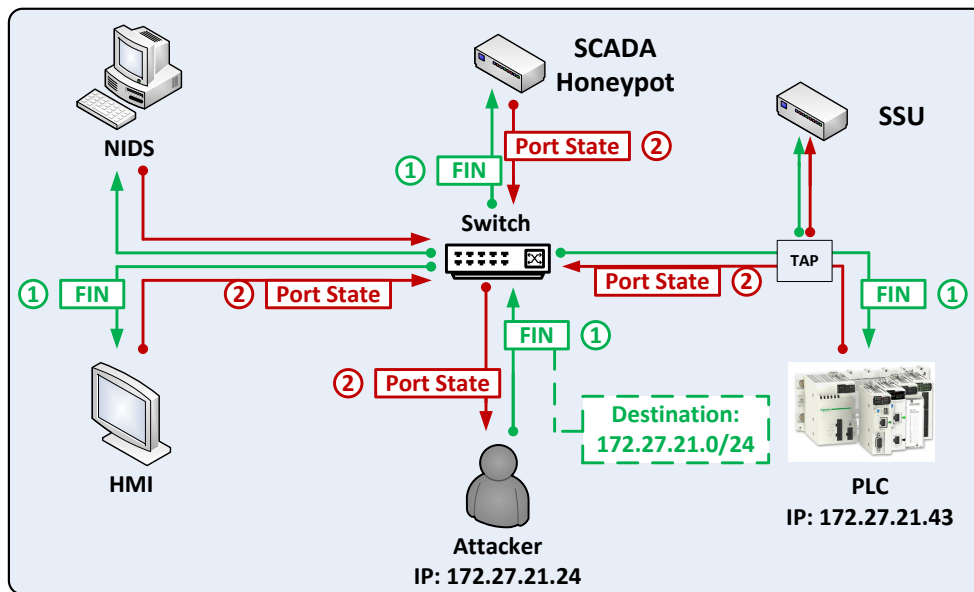 SCADA
Honeypot
SSU
NIDS
2
Port State
1
FIN
Switch
TAP
1
FIN
2
Port State
Port State
2
FIN
1
FIN
1
2
Port State
Destination:
172.27.21.0/24
HMI
PLC
IP: 172.27.21.43
Attacker
IP: 172.27.21.24